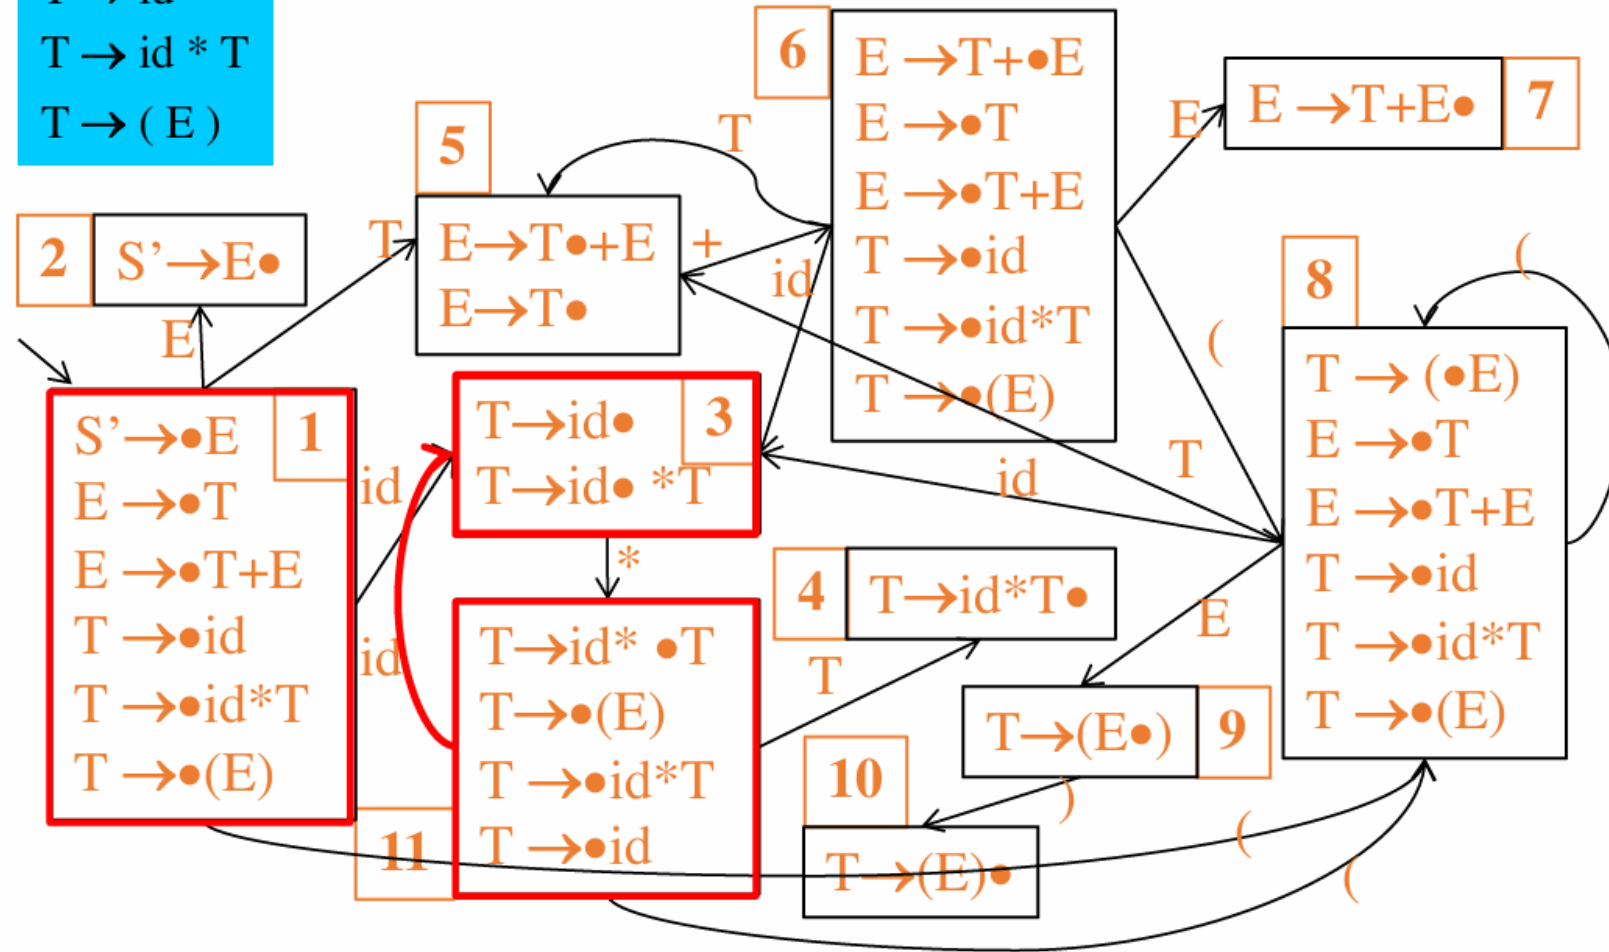 T → id
T → id * T
T → ( E )
6
E →T+•E
E →•T
E →•T+E
T →•id
T →•id*T
T →•(E)
E
E →T+E•
7
5
T
E→T•+E
E→T•
+
id
T
2
S’→E•
E
1
S’→•E
E →•T
E →•T+E
T →•id
T →•id*T
T →•(E)
id
id
3
T→id•
T→id• *T
*
T→id* •T
T→•(E)
T →•id*T
T →•id
11
4
T→id*T•
T
id
T
(
(
8
T → (•E)
E →•T
E →•T+E
T →•id
T →•id*T
T →•(E)
E
T→(E•)
9
)
10
T→(E)•
(
(